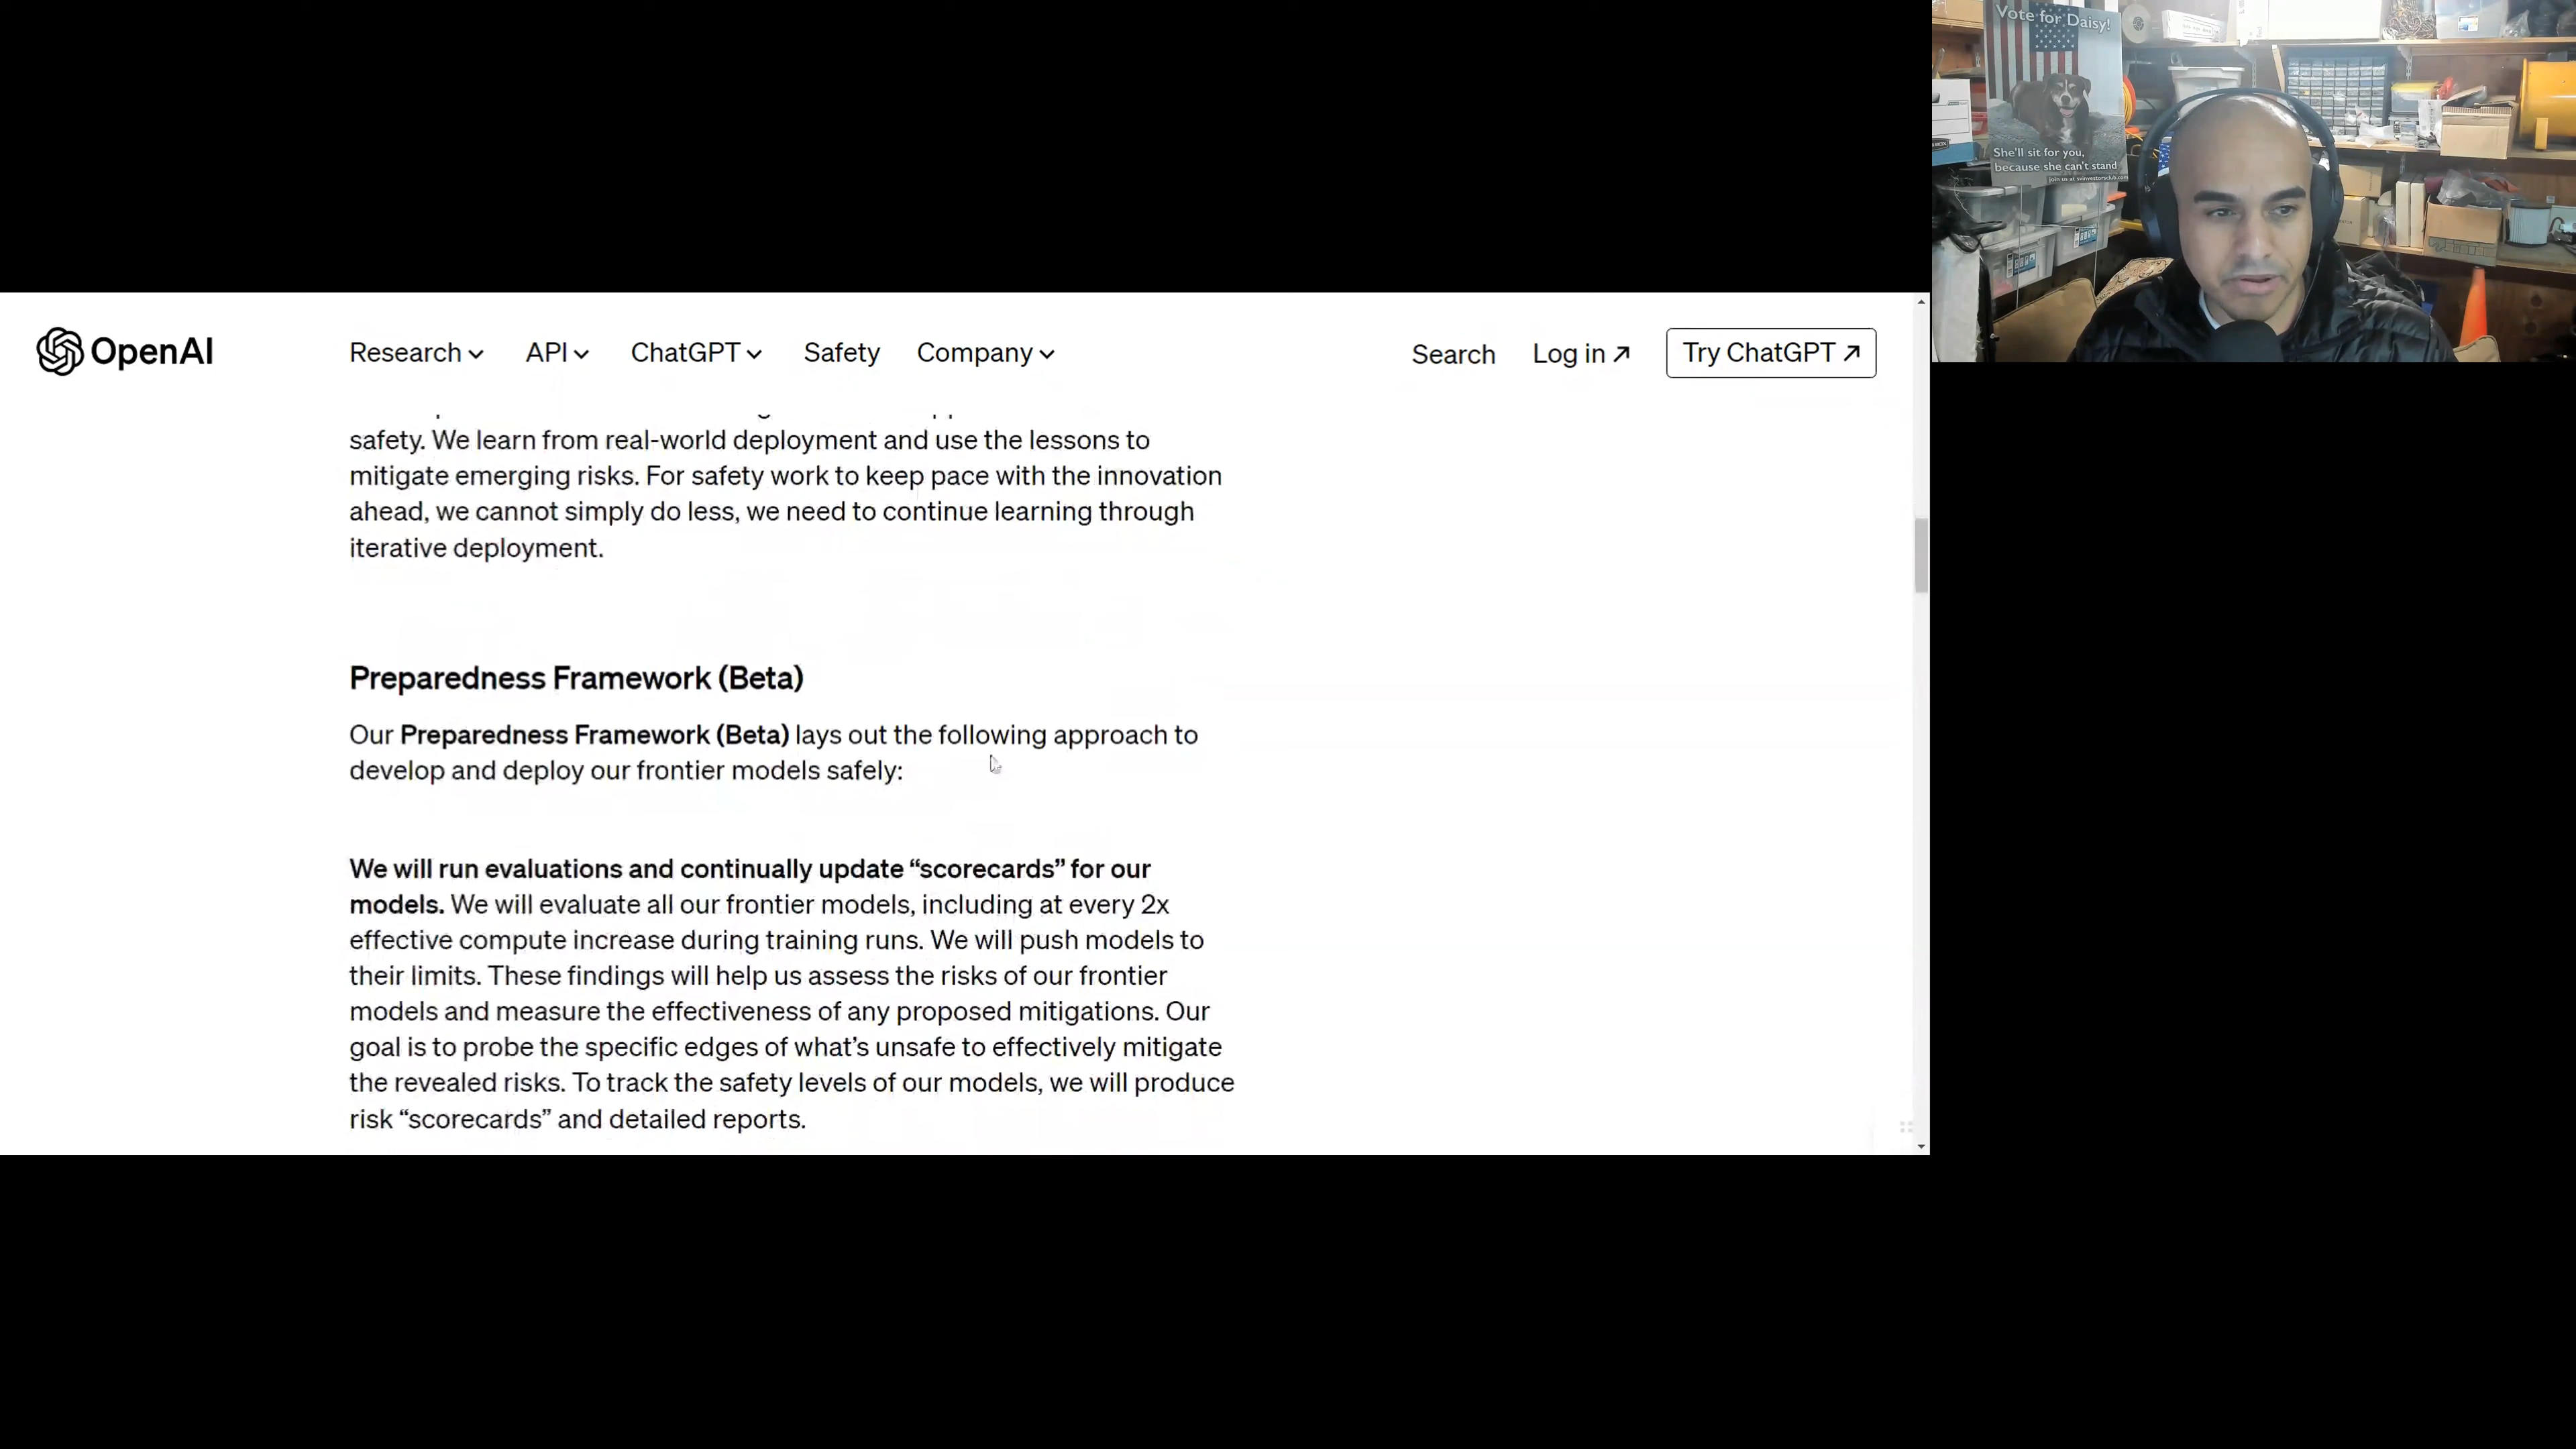 OpenAI
Research
API
ChatGPT
Safety
Company
Search
Log in
Try ChatGPT
safety. We learn from real-world deployment and use the lessons to
mitigate emerging risks. For safety work to keep pace with the innovation
ahead, we cannot simply do less, we need to continue learning through
iterative deployment.
Preparedness Framework (Beta)
Our Preparedness Framework (Beta) lays out the following approach to
develop and deploy our frontier models safely:
We will run evaluations and continually update “scorecards” for our
models. We will evaluate all our frontier models, including at every 2x
effective compute increase during training runs. We will push models to
their limits. These findings will help us assess the risks of our frontier
models and measure the effectiveness of any proposed mitigations. Our
goal is to probe the specific edges of what’s unsafe to effectively mitigate
the revealed risks. To track the safety levels of our models, we will produce
risk “scorecards” and detailed reports.
Vote for Daisy!
She'll sit for you,
because she can't stand
join us at svinvestorsclub.com